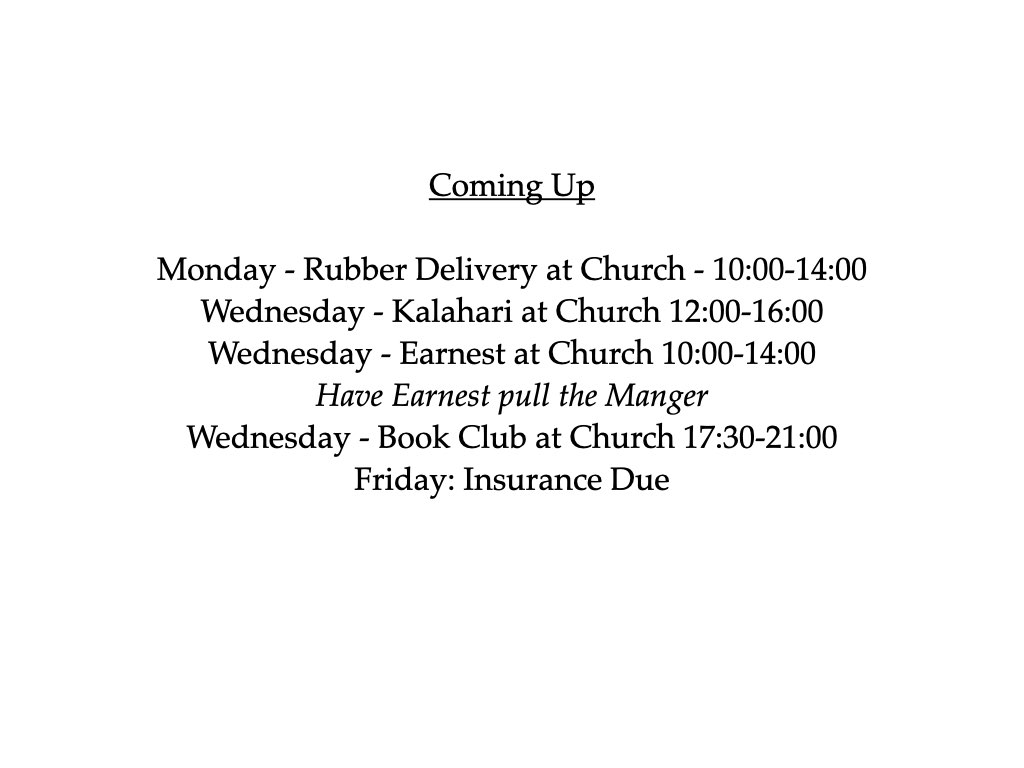 Coming Up
Monday - Rubber Delivery at Church - 10:00-14:00
Wednesday - Kalahari at Church 12:00-16:00
Wednesday - Earnest at Church 10:00-14:00
Have Earnest pull the Manger
Wednesday - Book Club at Church 17:30-21:00
Friday: Insurance Due